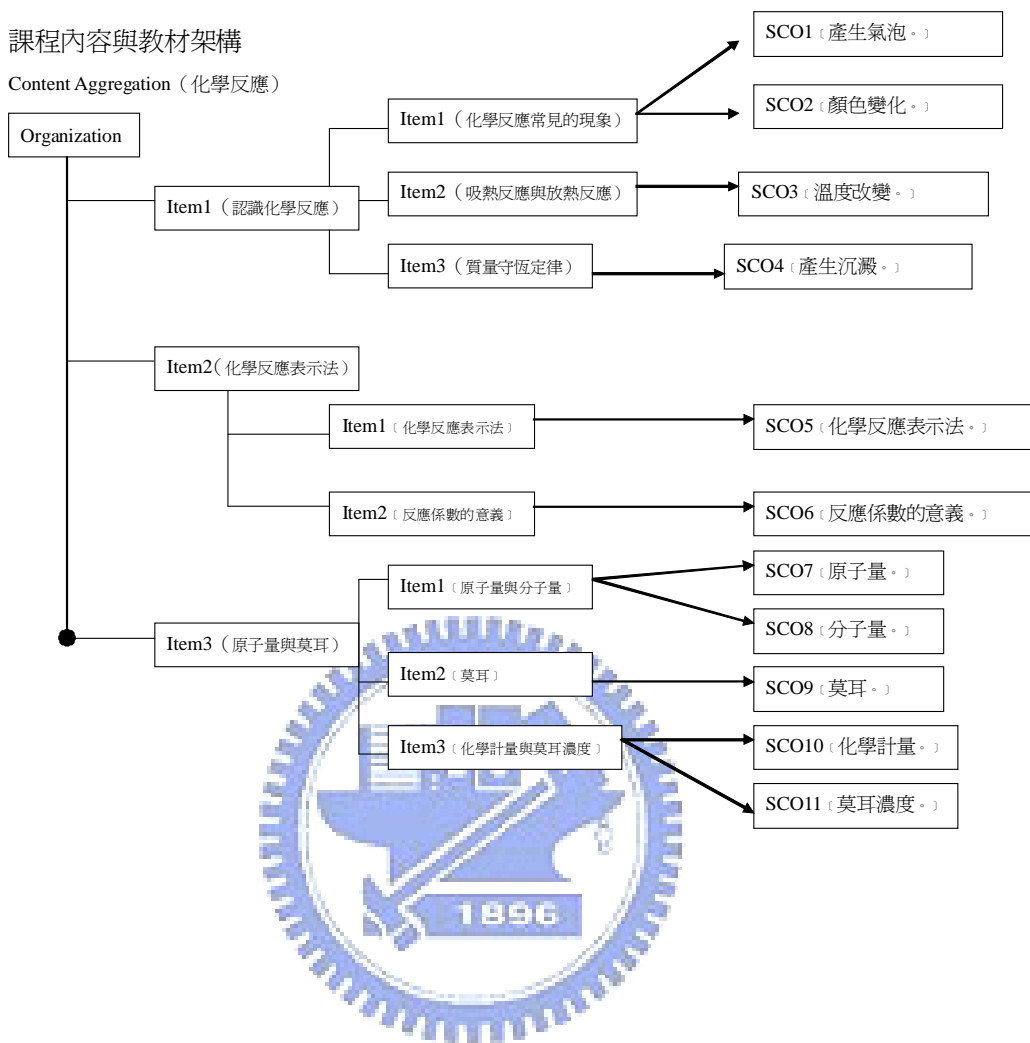 課程內容與教材架構
Content Aggregation（化學反應）
Organization
Item1（認識化學反應）
Item1（化學反應常見的現象）
SCO1﹝產生氣泡。﹞
SCO2﹝顏色變化。﹞
Item2（吸熱反應與放熱反應）
SCO3﹝溫度改變。﹞
Item3（質量守恆定律）
SCO4﹝產生沉澱。﹞
Item2（化學反應表示法）
Item1﹝化學反應表示法﹞
SCO5﹝化學反應表示法。﹞
Item2﹝反應係數的意義﹞
SCO6﹝反應係數的意義。﹞
Item3（原子量與莫耳）
Item1﹝原子量與分子量﹞
SCO7﹝原子量。﹞
SCO8﹝分子量。﹞
Item2﹝莫耳﹞
SCO9﹝莫耳。﹞
Item3﹝化學計量與莫耳濃度﹞
SCO10﹝化學計量。﹞
SCO11﹝莫耳濃度。﹞
1896